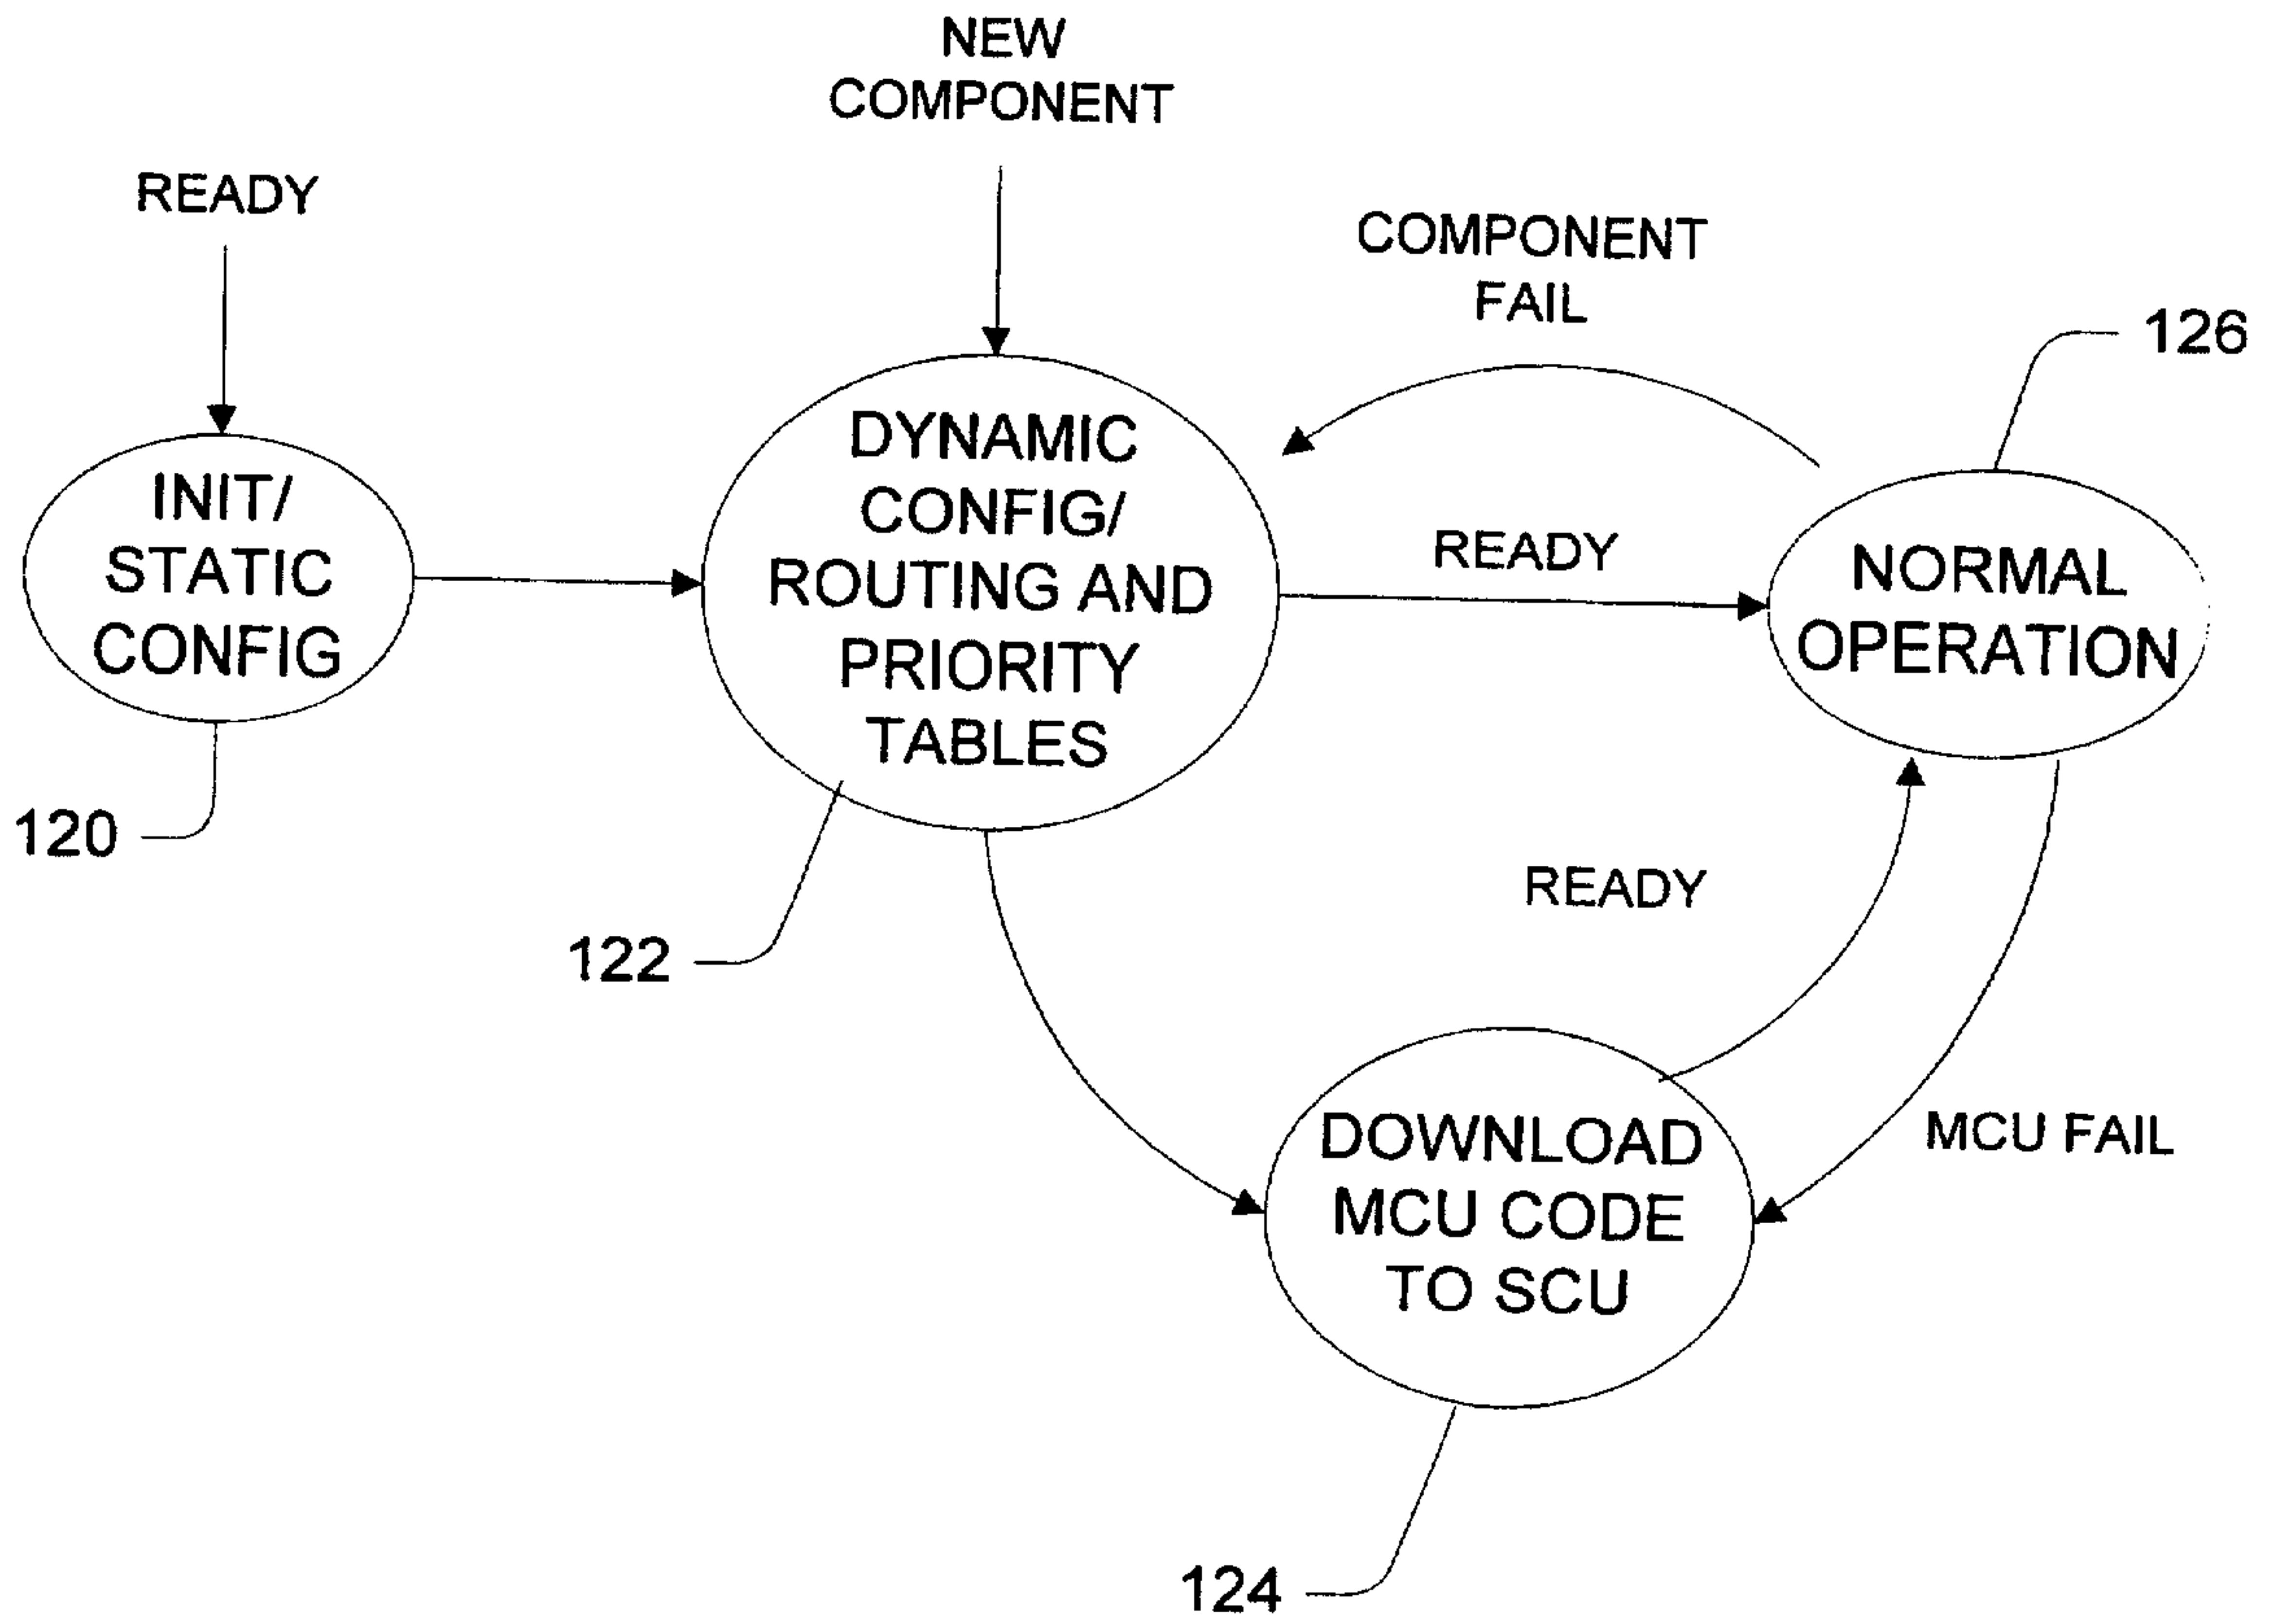 NEW
COMPONENT
READY
COMPONENT
FAIL
126
INIT/
STATIC
CONFIG
DYNAMIC
CONFIG/
ROUTING AND
PRIORITY
TABLES
READY
NORMAL
OPERATION
120
122
READY
MCU FAIL
DOWNLOAD
MCU CODE
TO SCU
124